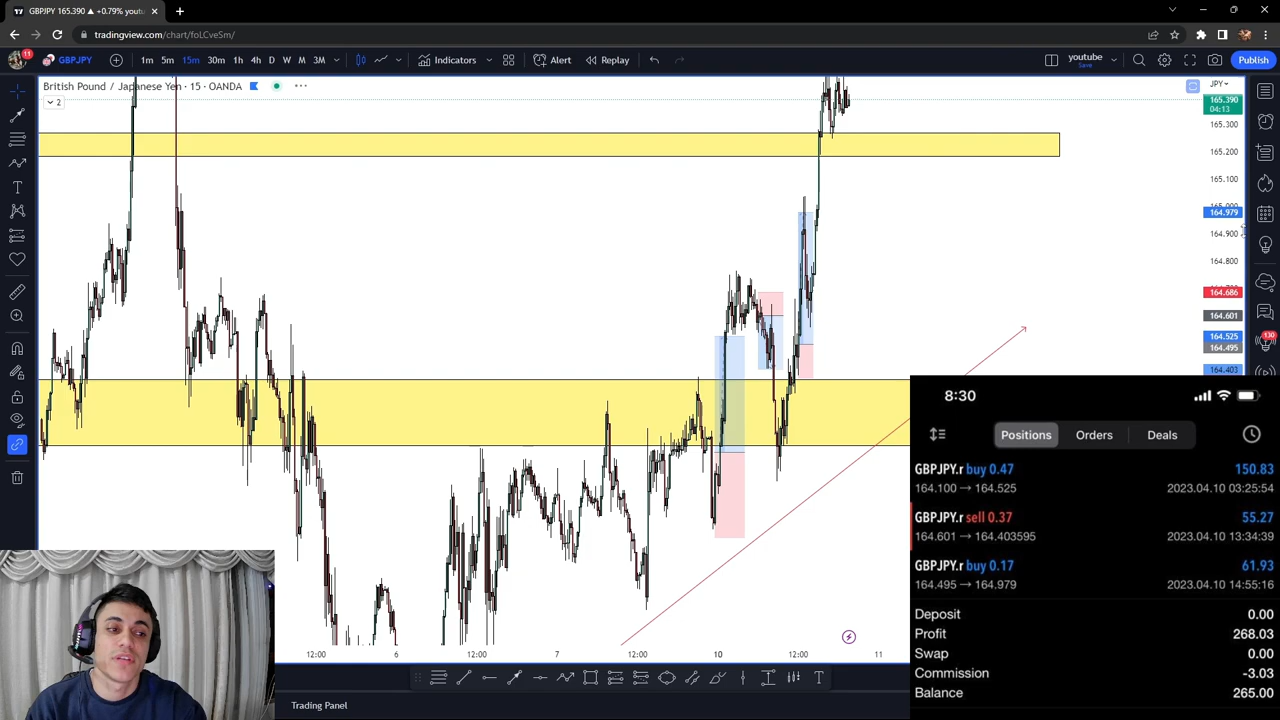 GBPJPY 165.390 ▲ +0.79% yout
tradingview.com/chart/foLCveSm/
11
GBPJPY
1m 5m 15m 30m 1h 4h D W M 3M
Indicators
Alert
Replay
youtube
Save
Publish
British Pound / Japanese Yen · 15 · OANDA
2
JPY
165.390
04:13
165.300
165.200
165.100
164.979
164.900
164.800
164.686
164.601
164.525
164.495
164.403
130
12:00 6 12:00 7 12:00 10 12:00 11
Trading Panel
8:30
Positions Orders Deals
GBPJPY.r buy 0.47 150.83
164.100 → 164.525 2023.04.10 03:25:54
GBPJPY.r sell 0.37 55.27
164.601 → 164.403595 2023.04.10 13:34:39
GBPJPY.r buy 0.17 61.93
164.495 → 164.979 2023.04.10 14:55:16
Deposit 0.00
Profit 268.03
Swap 0.00
Commission -3.03
Balance 265.00